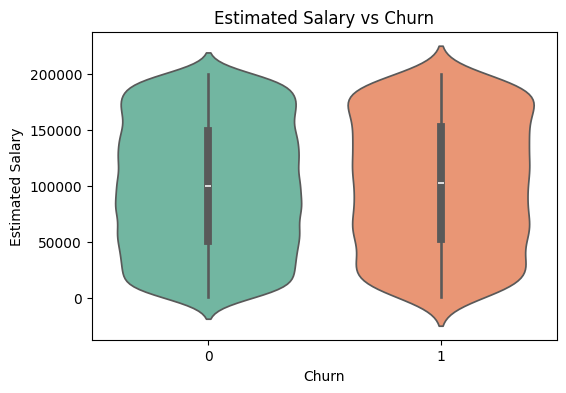 Estimated Salary vs Churn
Estimated Salary
200000
150000
100000
50000
0
0 1
Churn